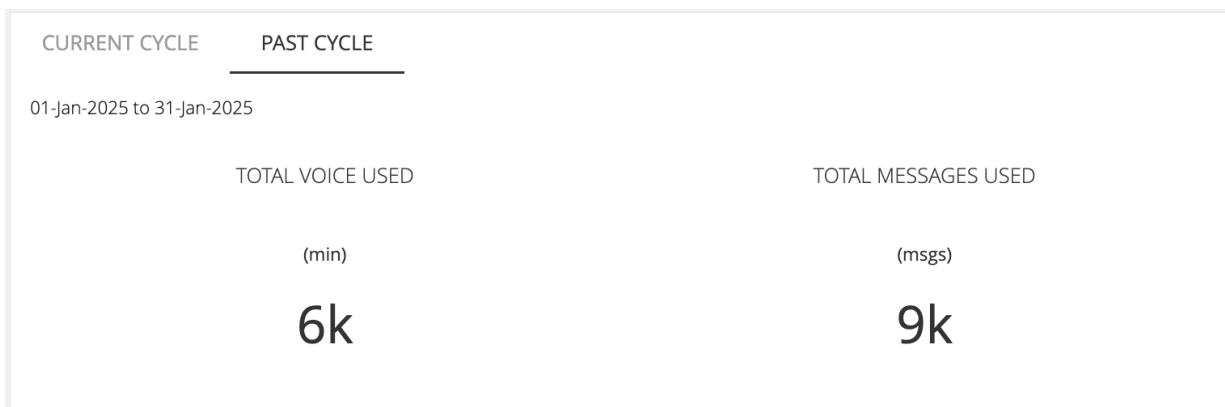 CURRENT CYCLE PAST CYCLE
01-Jan-2025 to 31-Jan-2025
TOTAL VOICE USED TOTAL MESSAGES USED
(min) (msgs)
6k 9k